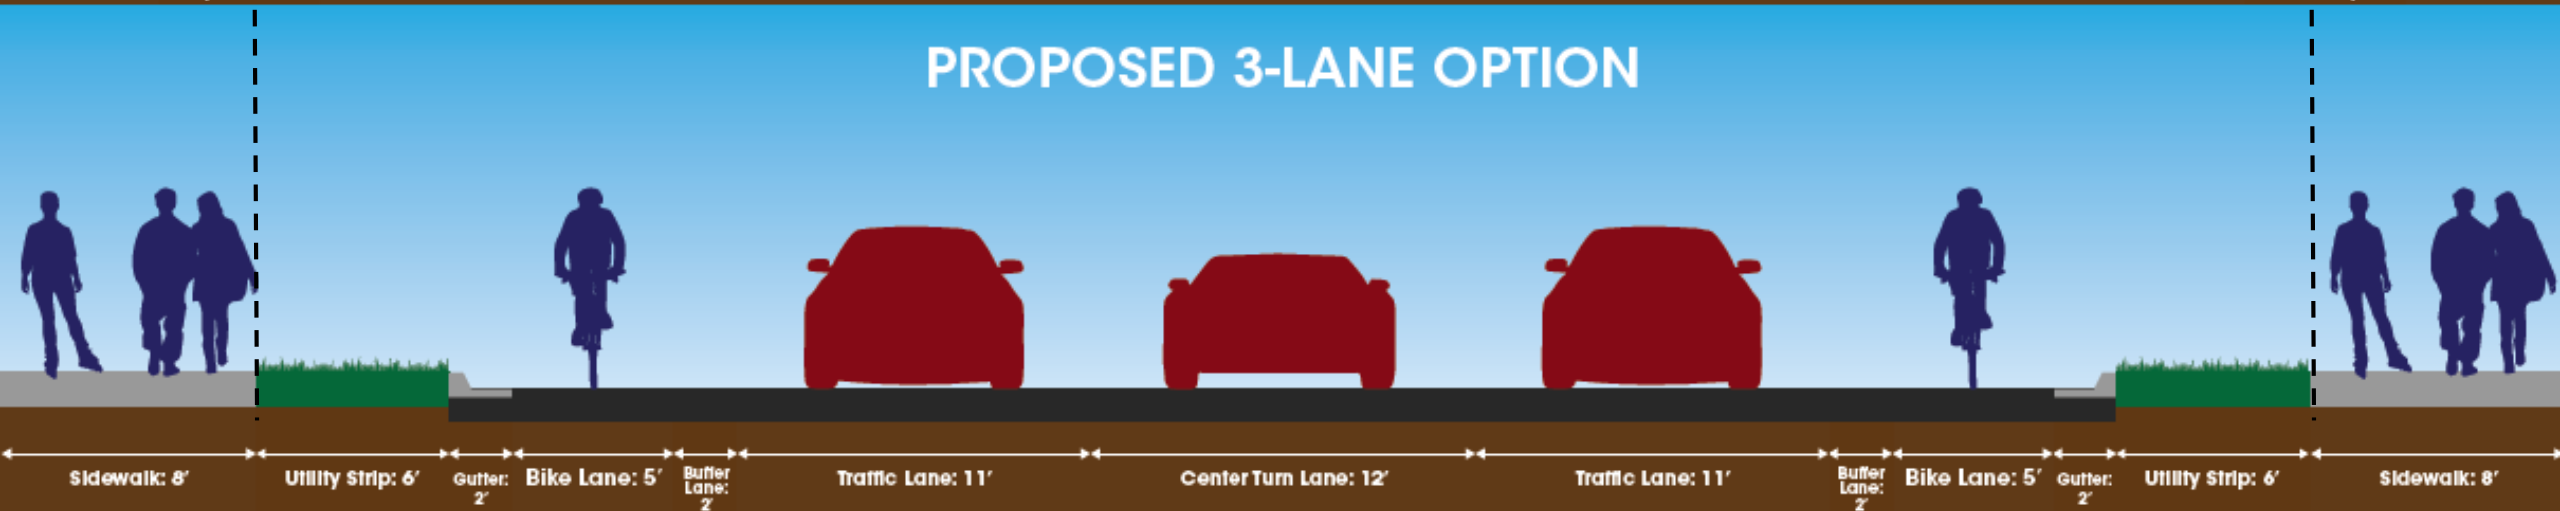 PROPOSED 3-LANE OPTION
Sidewalk: 8'
Utility Strip: 6'
Gutter:
2'
Bike Lane: 5'
Buffer
Lane:
2'
Traffic Lane: 11'
Center Turn Lane: 12'
Traffic Lane: 11'
Buffer
Lane:
2'
Bike Lane: 5'
Gutter:
2'
Utility Strip: 6'
Sidewalk: 8'